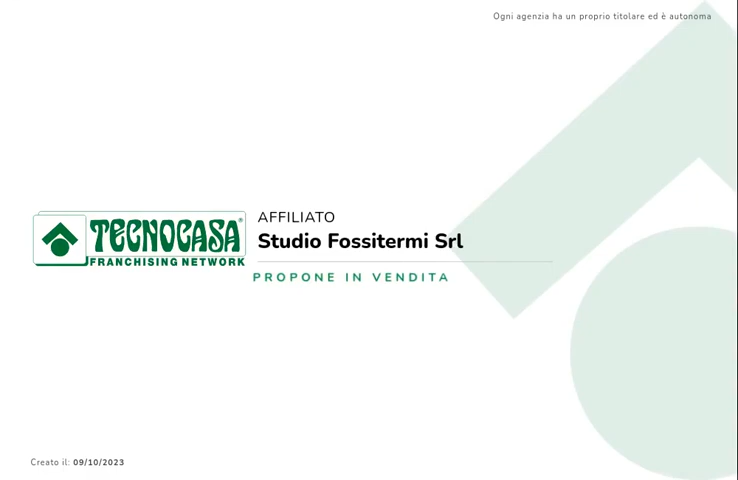 Ogni agenzia ha un proprio titolare ed è autonoma
AFFILIATO
TECNOCASA®
Studio Fossitermi Srl
FRANCHISING NETWORK
PROPONE IN VENDITA
Creato il: 09/10/2023